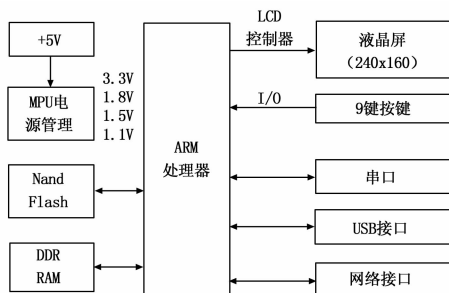 +5V
MPU电
源管理
3.3V
1.8V
1.5V
1.1V
Nand
Flash
DDR
RAM
ARM
处理器
LCD
控制器
I/O
液晶屏
(240x160)
9键按键
串口
USB接口
网络接口